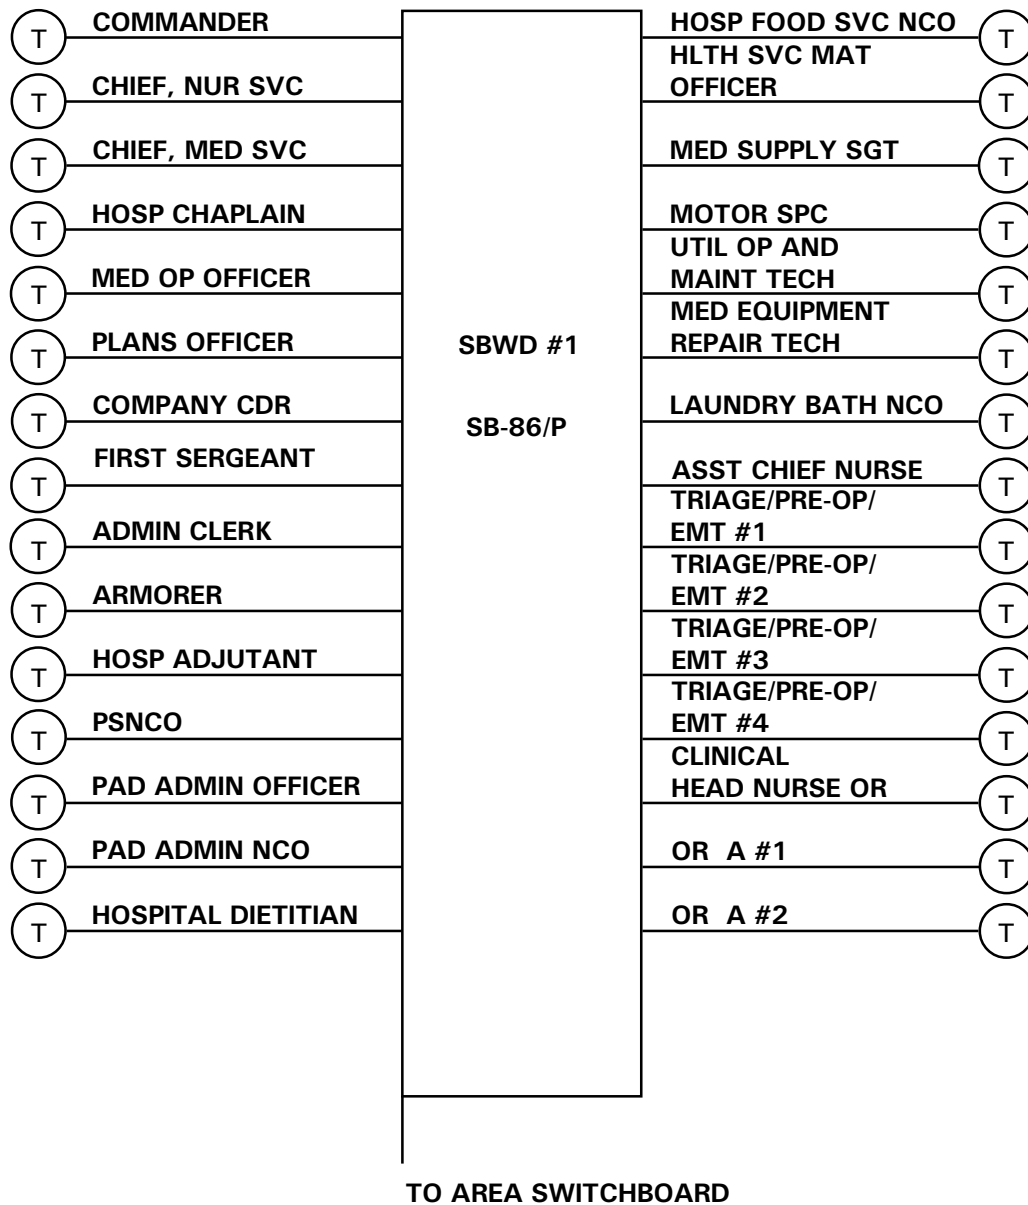 T COMMANDER
T CHIEF, NUR SVC
T CHIEF, MED SVC
T HOSP CHAPLAIN
T MED OP OFFICER
T PLANS OFFICER
T COMPANY CDR
T FIRST SERGEANT
T ADMIN CLERK
T ARMORER
T HOSP ADJUTANT
T PSNCO
T PAD ADMIN OFFICER
T PAD ADMIN NCO
T HOSPITAL DIETITIAN
SBWD #1
SB-86/P
HOSP FOOD SVC NCO T
HLTH SVC MAT
OFFICER T
MED SUPPLY SGT T
MOTOR SPC T
UTIL OP AND
MAINT TECH T
MED EQUIPMENT
REPAIR TECH T
LAUNDRY BATH NCO T
ASST CHIEF NURSE T
TRIAGE/PRE-OP/
EMT #1 T
TRIAGE/PRE-OP/
EMT #2 T
TRIAGE/PRE-OP/
EMT #3 T
TRIAGE/PRE-OP/
EMT #4 T
CLINICAL
HEAD NURSE OR T
OR A #1 T
OR A #2 T
TO AREA SWITCHBOARD